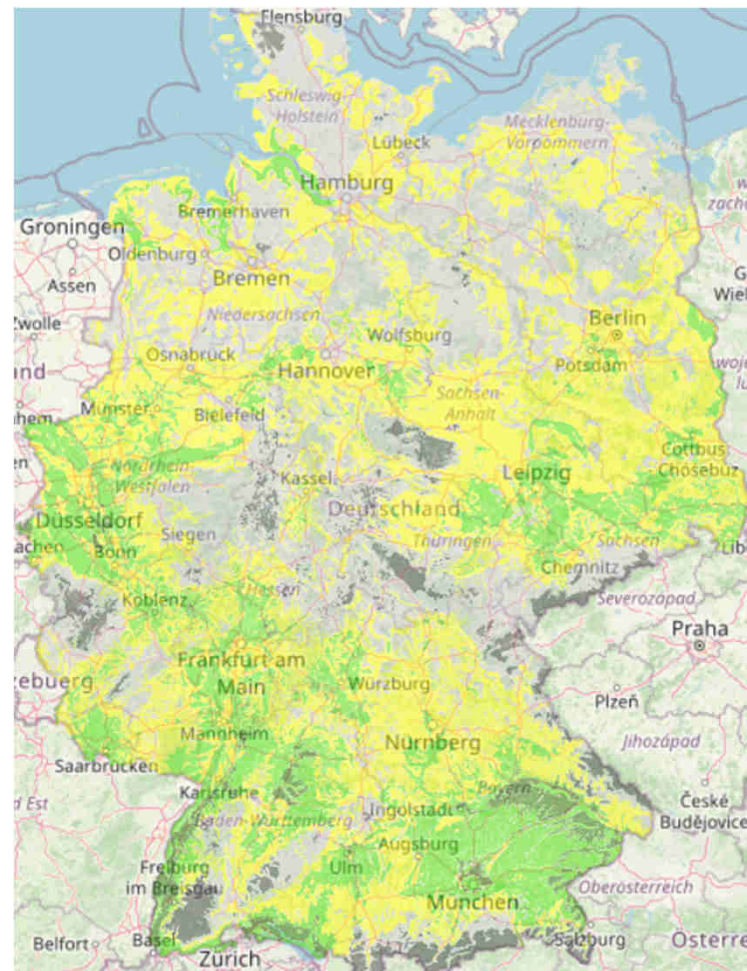 Flensburg
Schleswig-
Holstein
Mecklenburg-
Vorpommern
Lübeck
Hamburg
Bremerhaven
Groningen
Oldenburg
Assen
Bremen
Niedersachsen
Zwolle
Wolfsburg
Berlin
Potsdam
Osnabrück
Hannover
Sachsen-
Anhalt
Münster
Bielefeld
Cottbus
Chóśebuz
Nordrhein-
Westfalen
Kassel
Leipzig
Düsseldorf
Deutschland
Siegen
Bonn
Thüringen
Sachsen
Chemnitz
Koblenz
Hessen
Severozápad
Praha
Frankfurt am
Main
Würzburg
Plzeň
Mannheim
Nürnberg
Jihozápad
Saarbrücken
Karlsruhe
Bayern
Ingolstadt
České
Budějovice
Baden-Württemberg
Augsburg
Freiburg
im Breisgau
Ulm
München
Oberösterreich
Belfort
Basel
Salzburg
Zürich